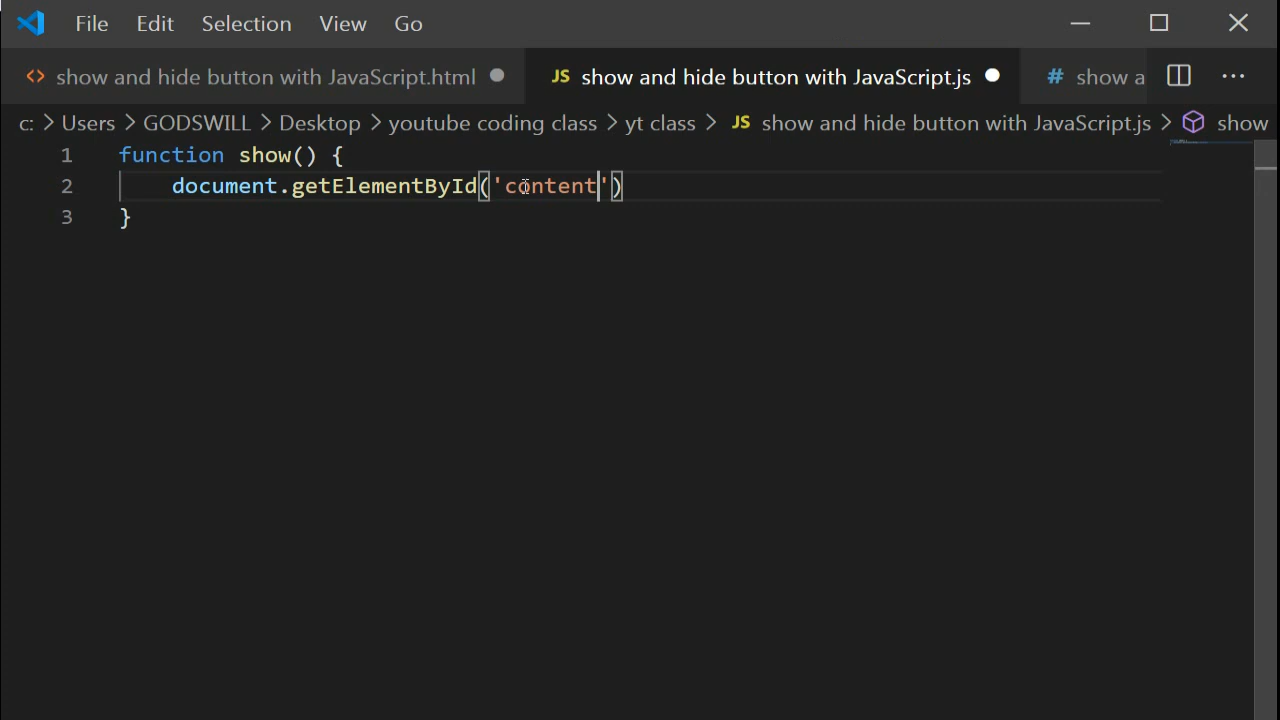 File Edit Selection View Go
<> show and hide button with JavaScript.html JS show and hide button with JavaScript.js # show a ...
c: > Users > GODSWILL > Desktop > youtube coding class > yt class > JS show and hide button with JavaScript.js > show
1 function show() {
2 document.getElementById('content')
3 }